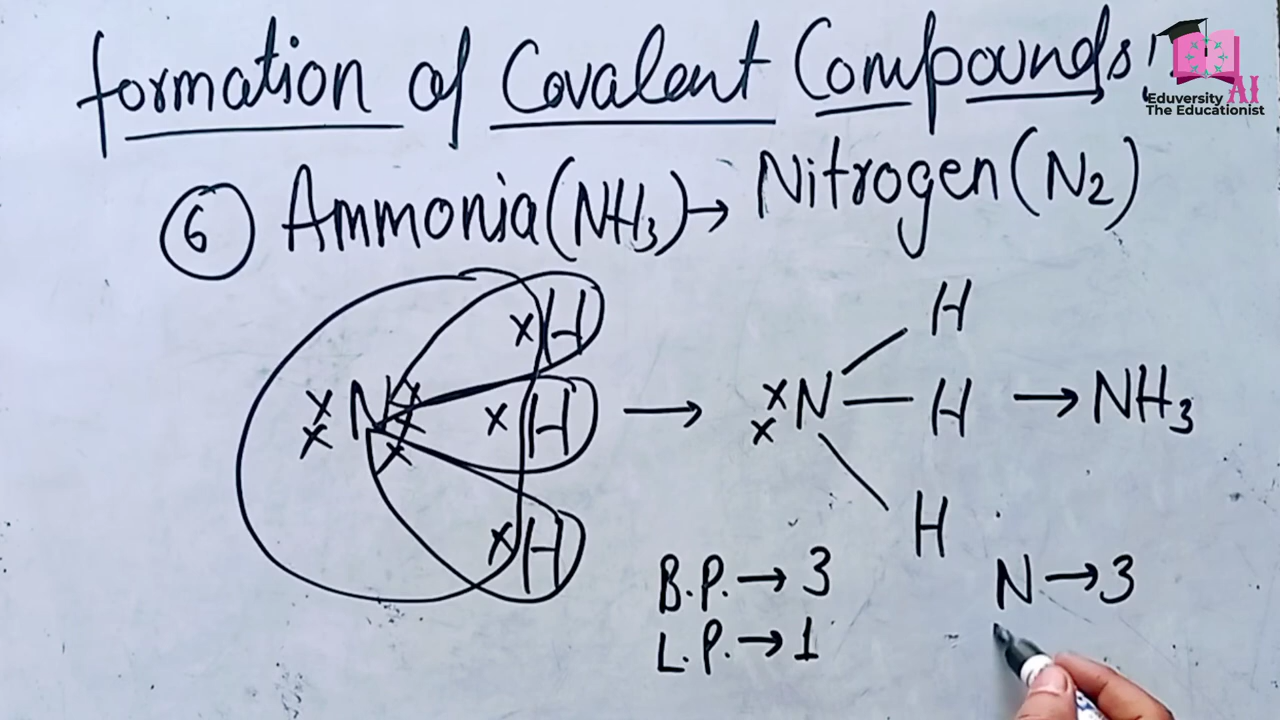 Formation of Covalent Compounds:
Eduversity AI
The Educationist
6 Ammonia (NH3) → Nitrogen (N2)
x H
x x N x x x x H → x x N H H H → NH3
x H
B.P. → 3 N → 3
L.P. → 1